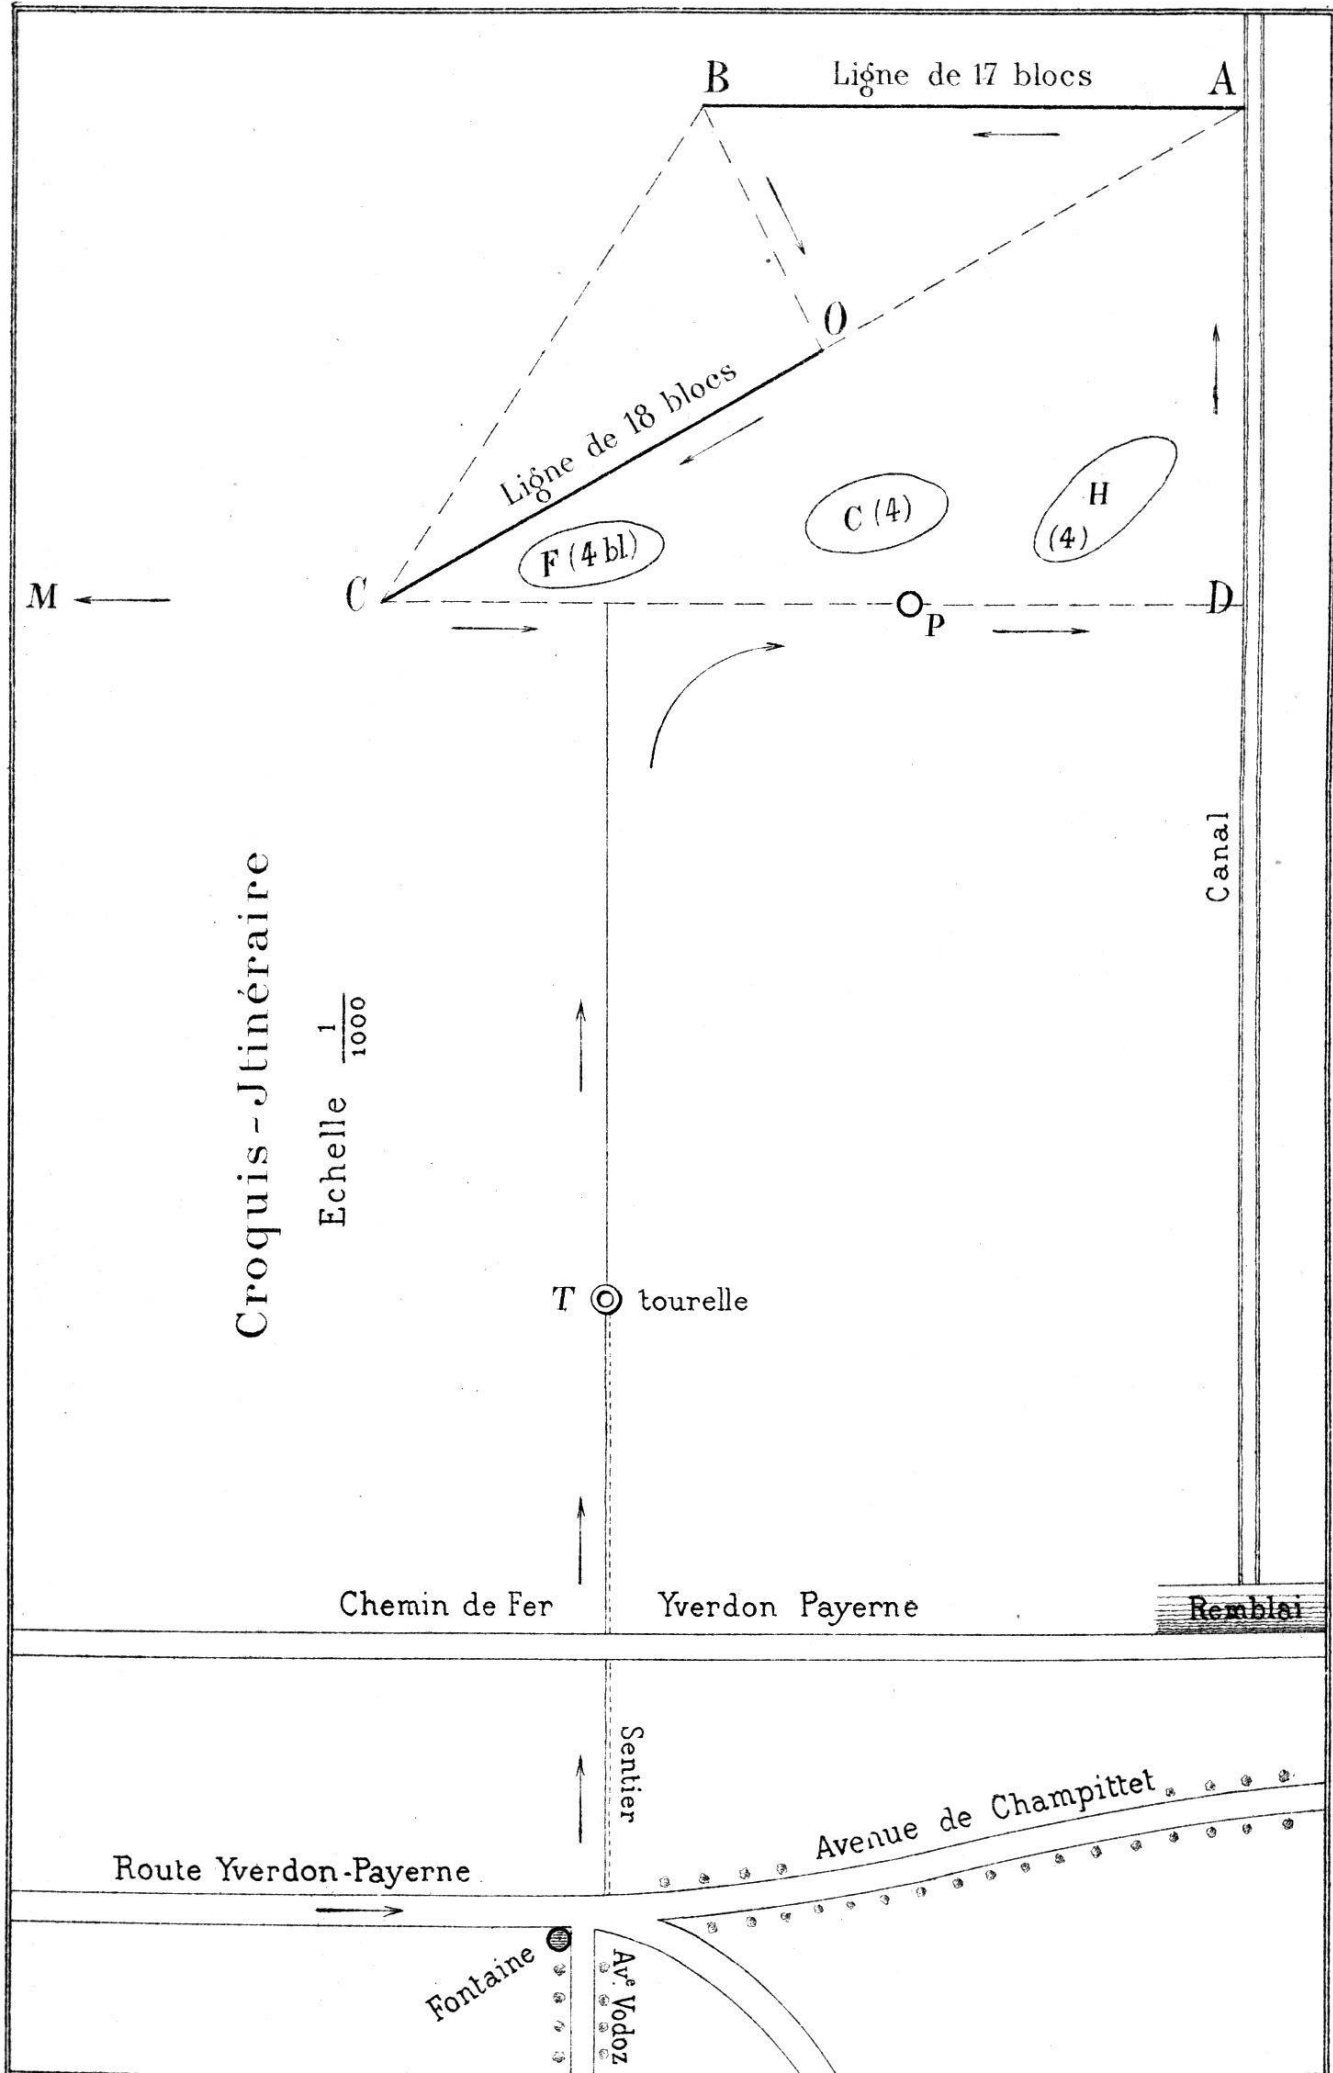 B
Ligne de 17 blocs
A
O
Ligne de 18 blocs
F (4 bl)
C (4)
H
(4)
M
C
P
D
Canal
Croquis-Jtinéraire
Echelle 1/1000
T
tourelle
Chemin de Fer
Yverdon Payerne
Remblai
Sentier
Avenue de Champittet
Route Yverdon-Payerne
Fontaine
Av.e Vodoz